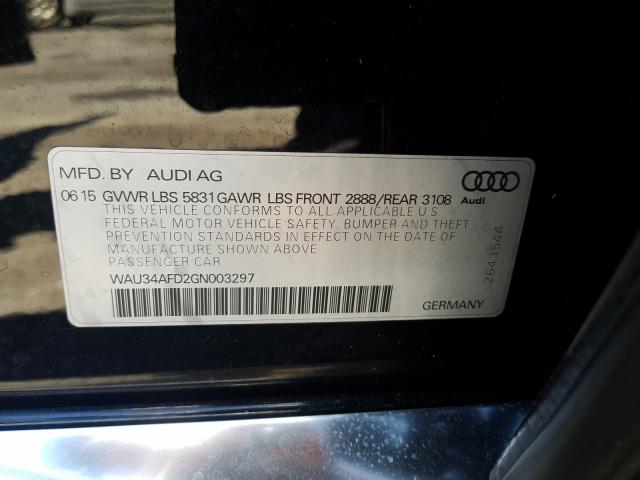 MFD. BY AUDI AG
06 15 GVWR LBS 5831 GAWR LBS FRONT 2888/REAR 3108
Audi
THIS VEHICLE CONFORMS TO ALL APPLICABLE U S
FEDERAL MOTOR VEHICLE SAFETY, BUMPER AND THEFT
PREVENTION STANDARDS IN EFFECT ON THE DATE OF
MANUFACTURE SHOWN ABOVE
PASSENGER CAR
WAU34AFD2GN003297
GERMANY
2643544